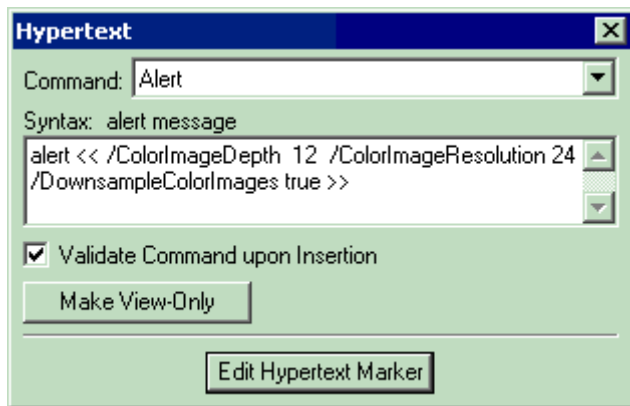 Hypertext
Command: Alert
Syntax: alert message
alert << /ColorImageDepth 12 /ColorImageResolution 24
/DownsampleColorImages true >>
Validate Command upon Insertion
Make View-Only
Edit Hypertext Marker